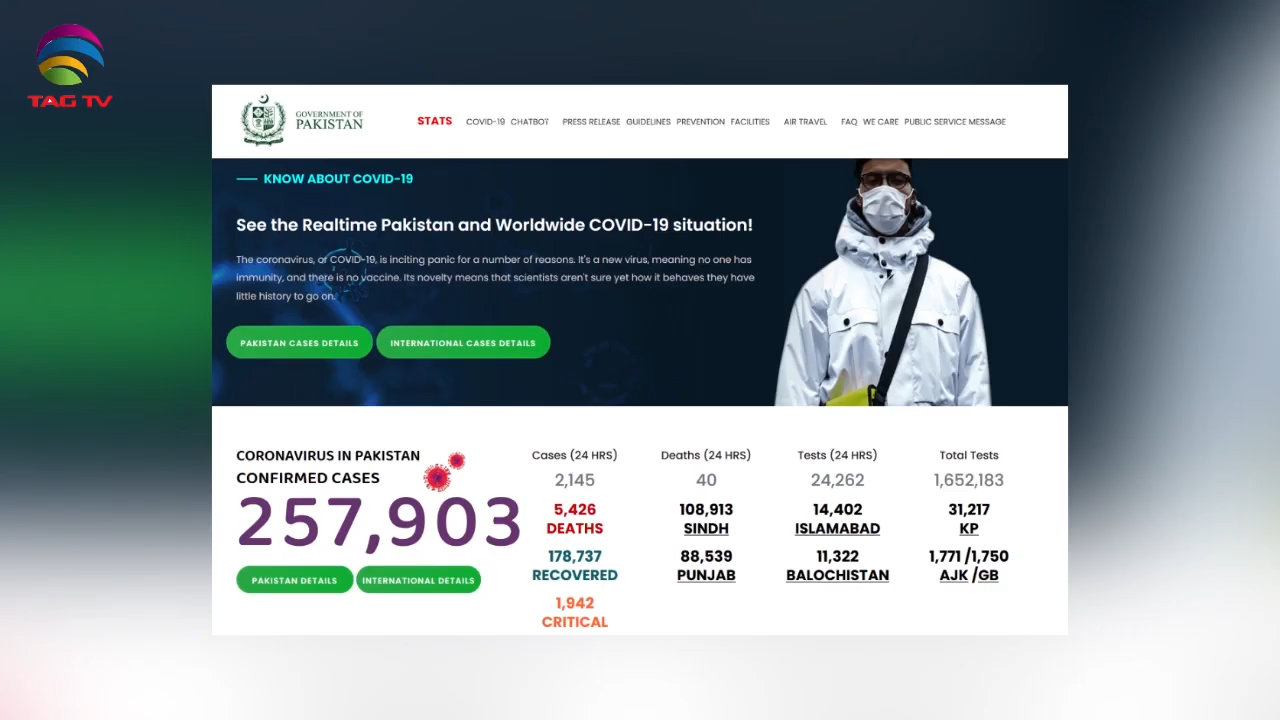 TAG TV
GOVERNMENT OF
PAKISTAN
STATS COVID-19 CHATBOT PRESS RELEASE GUIDELINES PREVENTION FACILITIES AIR TRAVEL FAQ WE CARE PUBLIC SERVICE MESSAGE
KNOW ABOUT COVID-19
See the Realtime Pakistan and Worldwide COVID-19 situation!
The coronavirus, or COVID-19, is inciting panic for a number of reasons. It's a new virus, meaning no one has
immunity, and there is no vaccine. Its novelty means that scientists aren't sure yet how it behaves they have
little history to go on.
PAKISTAN CASES DETAILS INTERNATIONAL CASES DETAILS
CORONAVIRUS IN PAKISTAN
CONFIRMED CASES
257,903
PAKISTAN DETAILS INTERNATIONAL DETAILS
Cases (24 HRS) Deaths (24 HRS) Tests (24 HRS) Total Tests
2,145 40 24,262 1,652,183
5,426 108,913 14,402 31,217
DEATHS SINDH ISLAMABAD KP
178,737 88,539 11,322 1,771 /1,750
RECOVERED PUNJAB BALOCHISTAN AJK /GB
1,942
CRITICAL